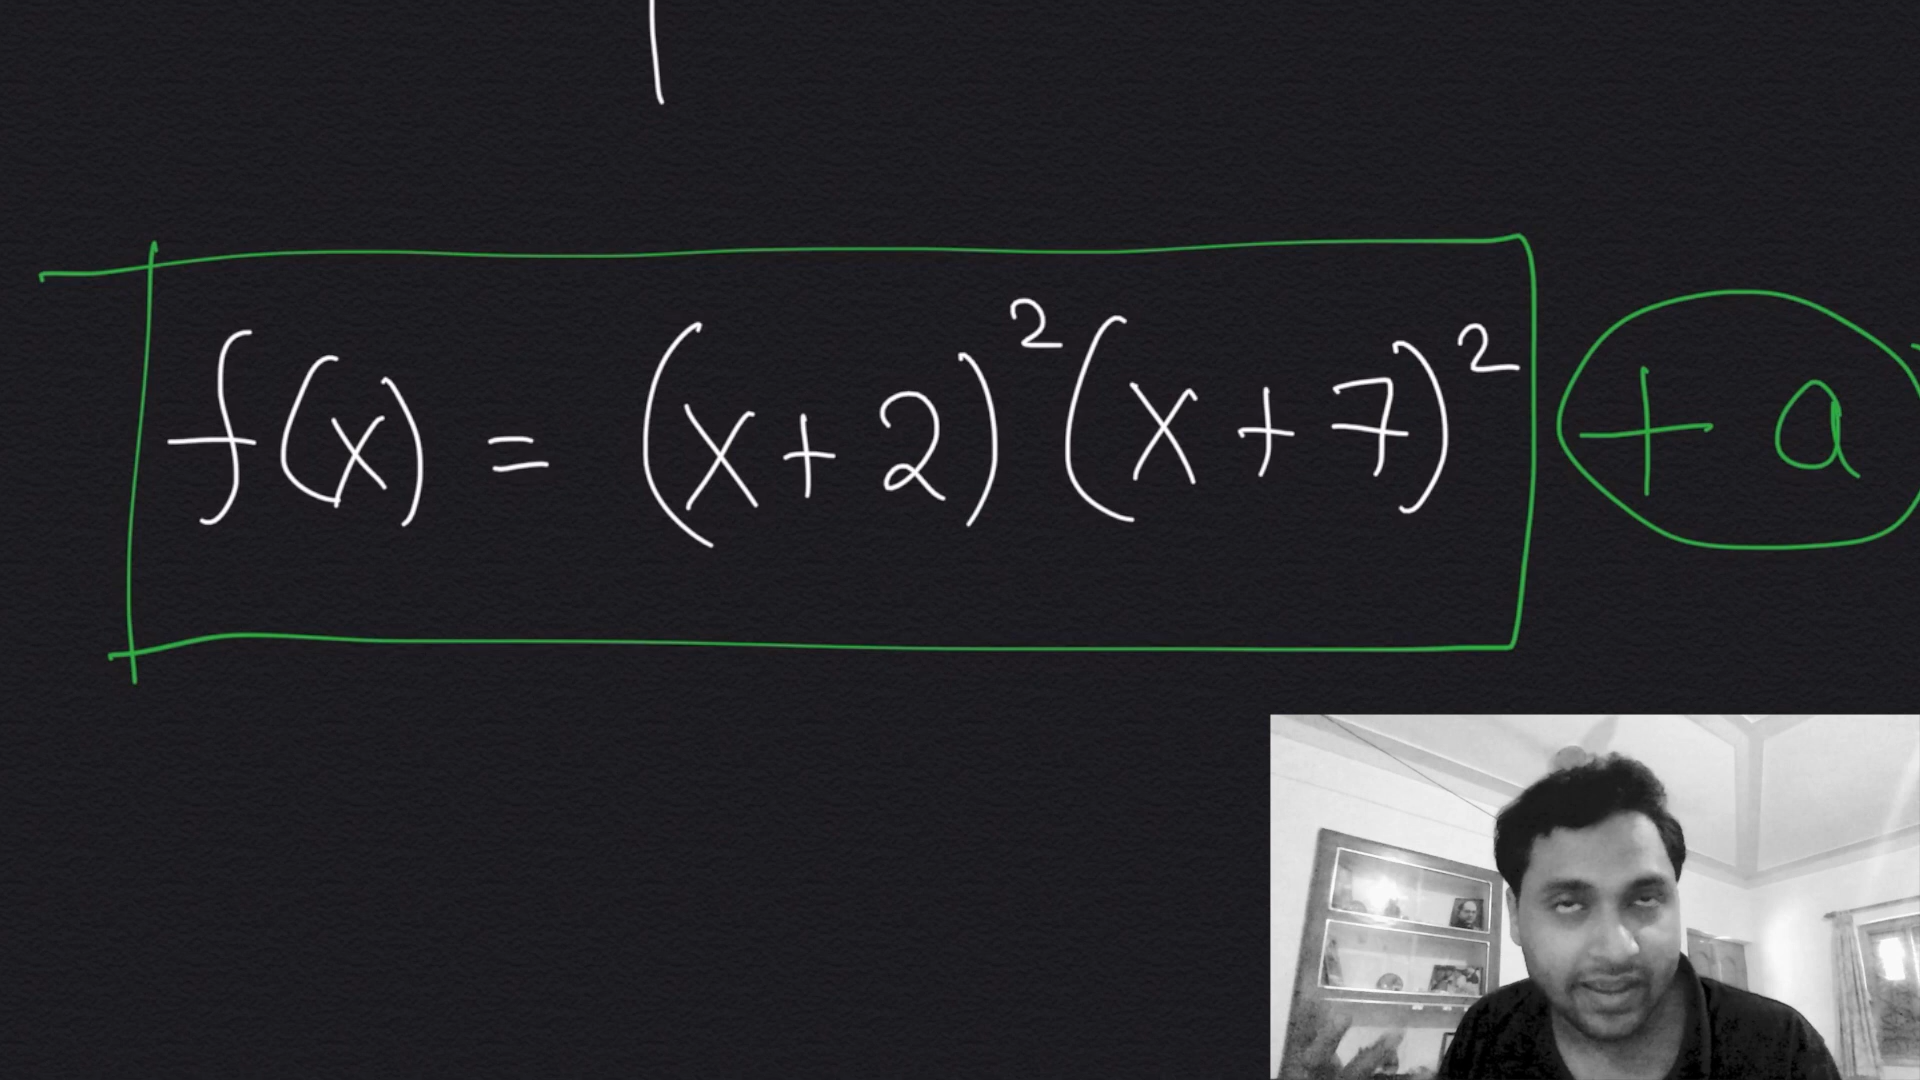 f(x) = (x+2)²(x+7)² + a